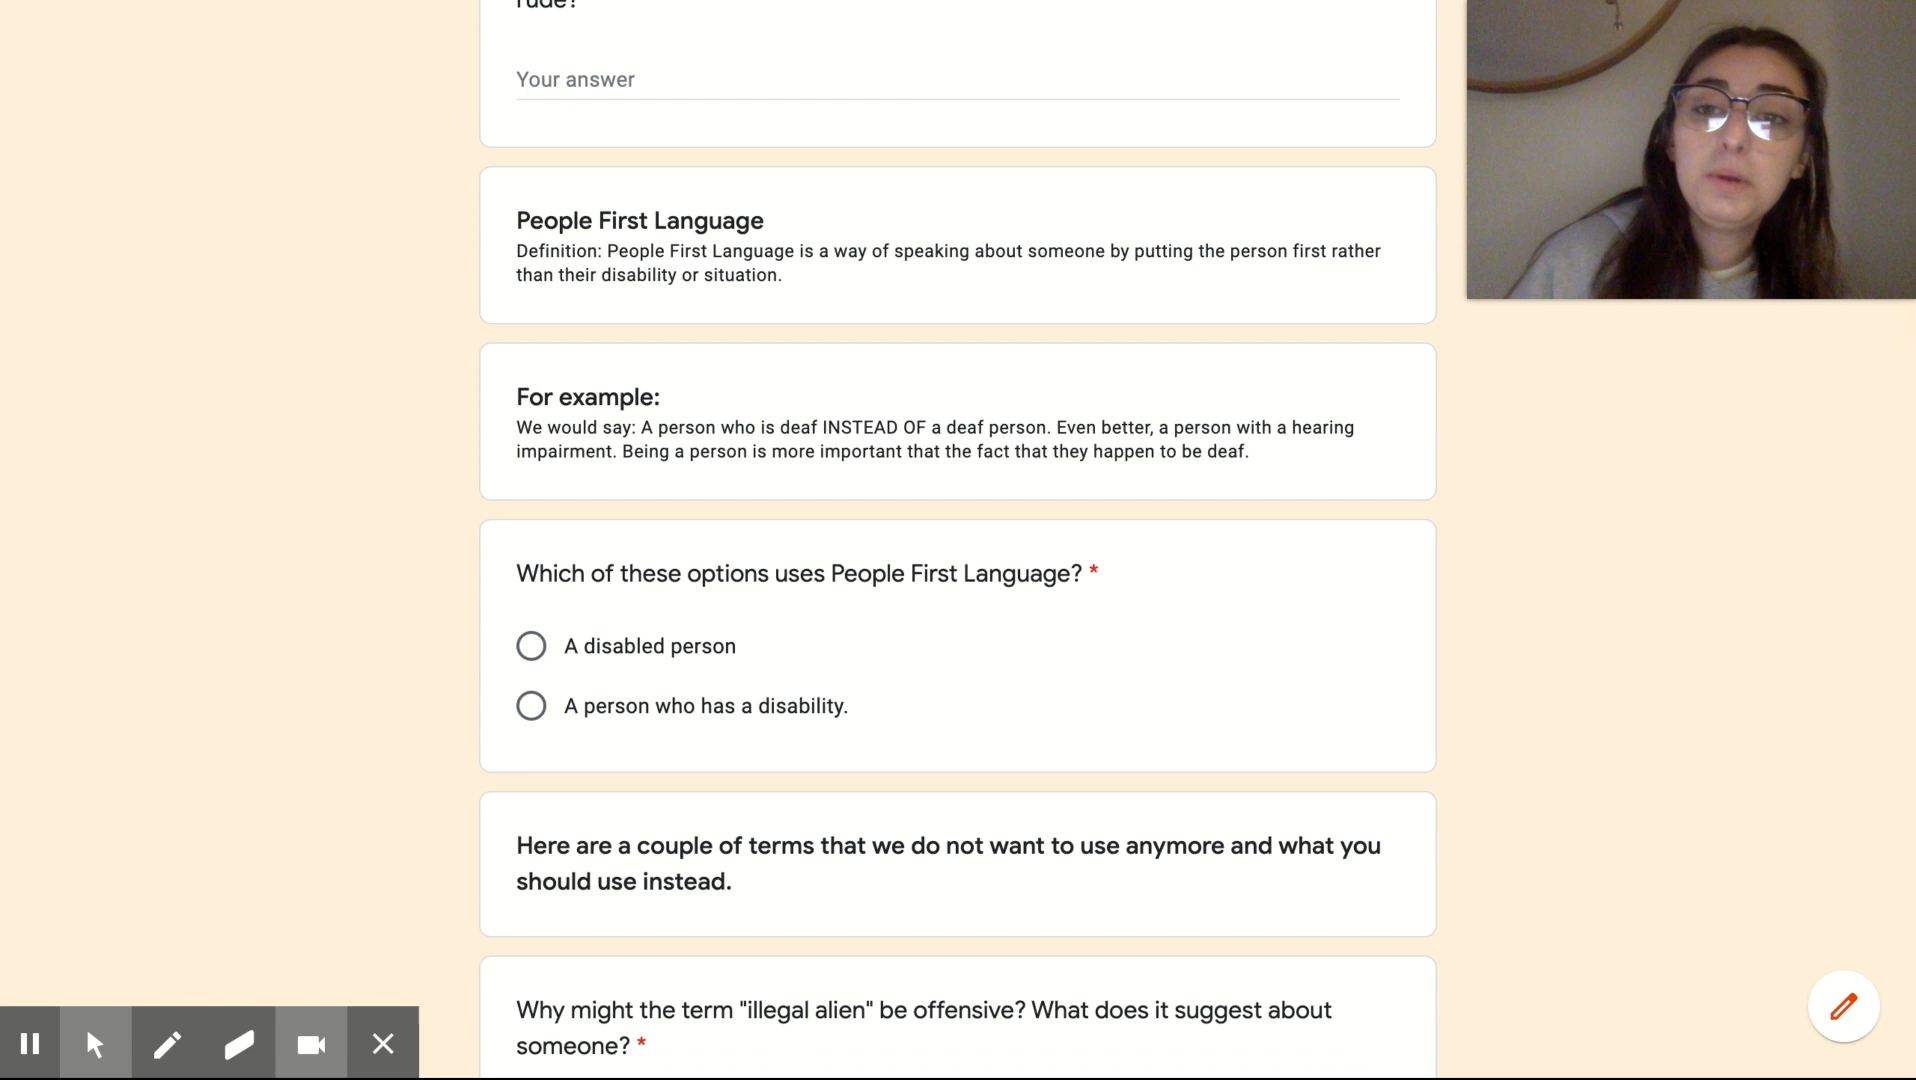 rude?
Your answer
People First Language
Definition: People First Language is a way of speaking about someone by putting the person first rather
than their disability or situation.
For example:
We would say: A person who is deaf INSTEAD OF a deaf person. Even better, a person with a hearing
impairment. Being a person is more important that the fact that they happen to be deaf.
Which of these options uses People First Language? *
A disabled person
A person who has a disability.
Here are a couple of terms that we do not want to use anymore and what you
should use instead.
Why might the term "illegal alien" be offensive? What does it suggest about
someone? *